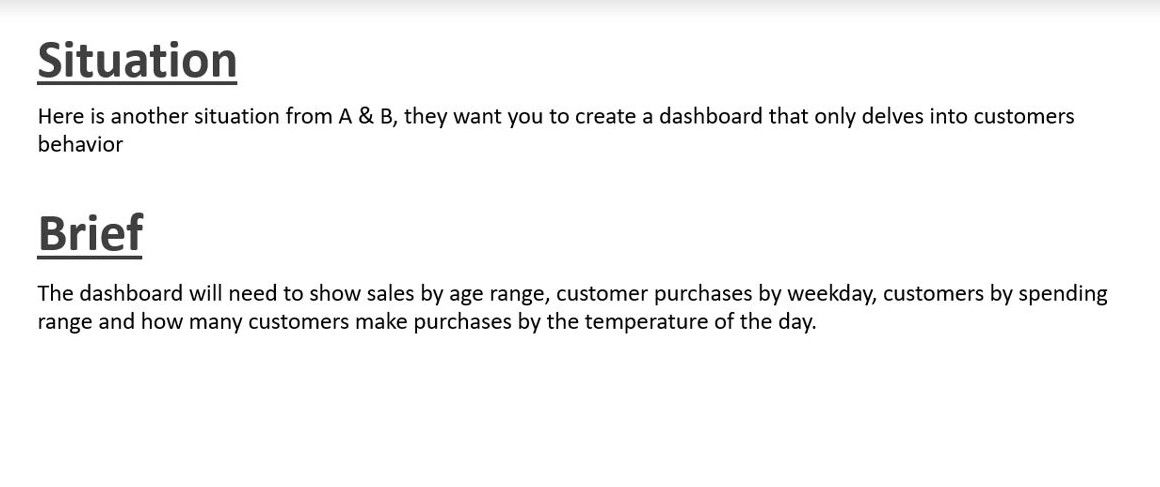 Situation
Here is another situation from A & B, they want you to create a dashboard that only delves into customers
behavior
Brief
The dashboard will need to show sales by age range, customer purchases by weekday, customers by spending
range and how many customers make purchases by the temperature of the day.